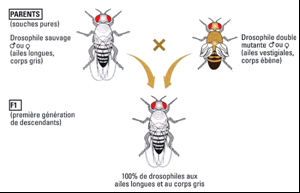 PARENTS
(souches pures)
Drosophile sauvage
♂ ou ♀
(ailes longues,
corps gris)
Drosophile double
mutante ♂ ou ♀
(ailes vestigiales,
corps ébène)
F1
(première génération
de descendants)
100% de drosophiles aux
ailes longues et au corps gris